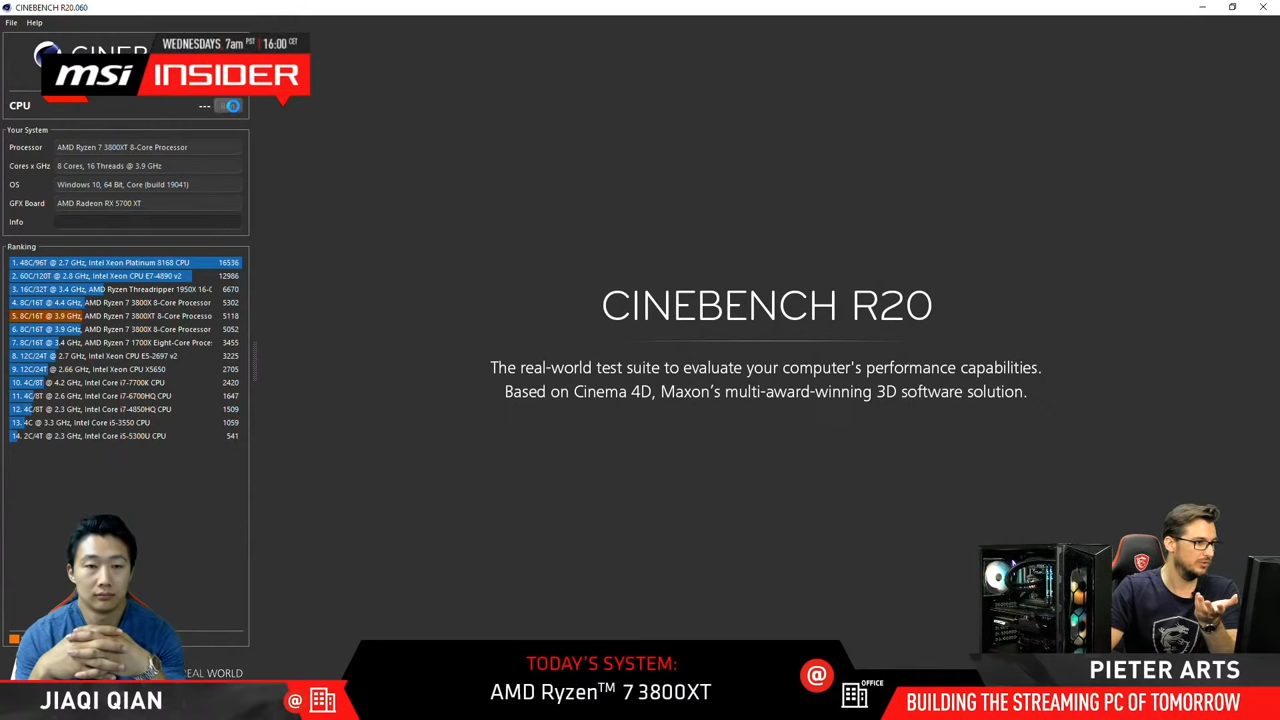 CINEBENCH R20.060
File Help
WEDNESDAYS, 7am PST | 16:00 CET
msi INSIDER
CPU ---
Your System
Processor AMD Ryzen 7 3800XT 8-Core Processor
Cores x GHz 8 Cores, 16 Threads @ 3.9 GHz
OS Windows 10, 64 Bit, Core (build 19041)
GFX Board AMD Radeon RX 5700 XT
Info
Ranking
1. 48C/96T @ 2.7 GHz, Intel Xeon Platinum 8168 CPU 16536
2. 60C/120T @ 2.8 GHz, Intel Xeon CPU E7-4890 v2 12986
3. 16C/32T @ 3.4 GHz, AMD Ryzen Threadripper 1950X 16-C 6670
4. 8C/16T @ 4.4 GHz, AMD Ryzen 7 3800X 8-Core Processor 5302
5. 8C/16T @ 3.9 GHz, AMD Ryzen 7 3800XT 8-Core Processor 5118
6. 8C/16T @ 3.9 GHz, AMD Ryzen 7 3800X 8-Core Processor 5052
7. 8C/16T @ 3.4 GHz, AMD Ryzen 7 1700X Eight-Core Proce 3455
8. 12C/24T @ 2.7 GHz, Intel Xeon CPU E5-2697 v2 3225
9. 12C/24T @ 2.66 GHz, Intel Xeon CPU X5650 2705
10. 4C/8T @ 4.2 GHz, Intel Core i7-7700K CPU 2420
11. 4C/8T @ 2.6 GHz, Intel Core i7-6700HQ CPU 1647
12. 4C/8T @ 2.3 GHz, Intel Core i7-4850HQ CPU 1509
13. 4C @ 3.3 GHz, Intel Core i5-3550 CPU 1059
14. 2C/4T @ 2.3 GHz, Intel Core i5-5300U CPU 541
CINEBENCH R20
The real-world test suite to evaluate your computer's performance capabilities.
Based on Cinema 4D, Maxon's multi-award-winning 3D software solution.
REAL WORLD
JIAQI QIAN @
TODAY'S SYSTEM:
AMD Ryzen™ 7 3800XT
@ OFFICE
PIETER ARTS
BUILDING THE STREAMING PC OF TOMORROW